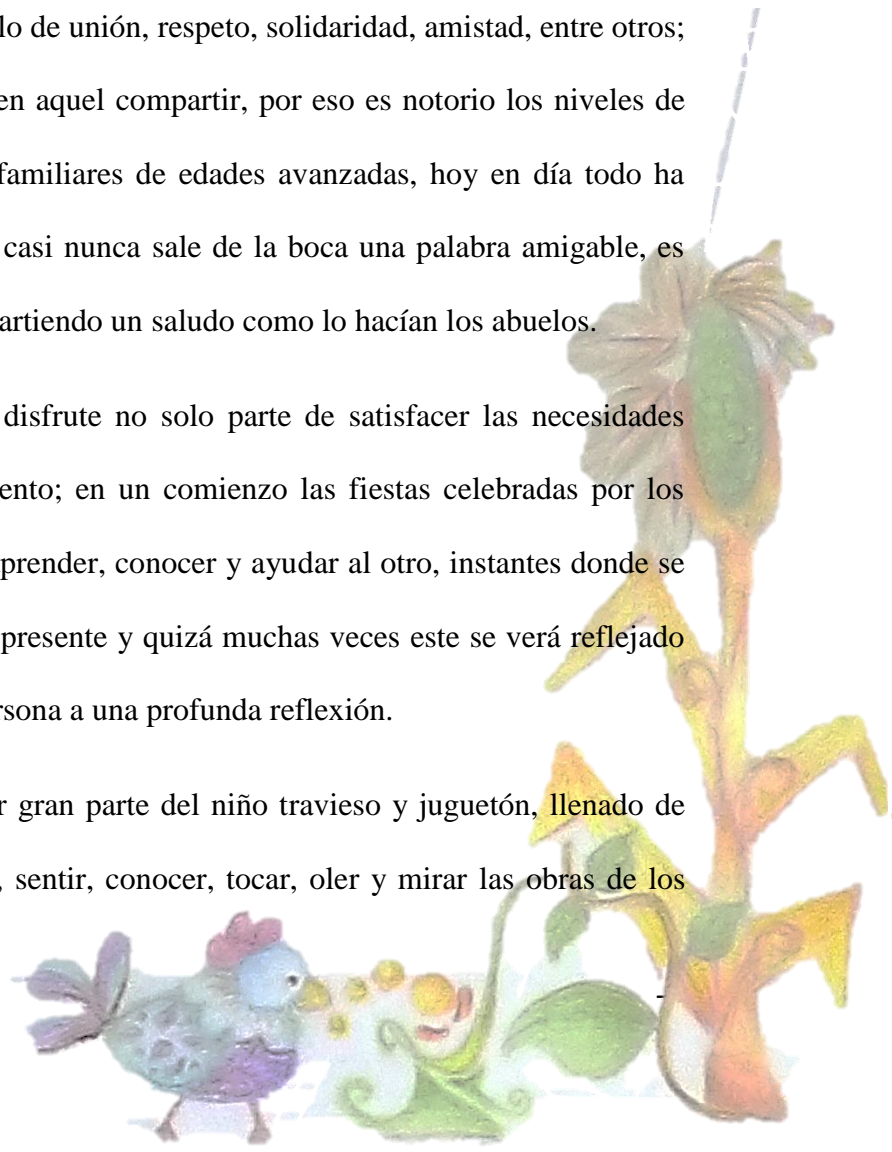 lo de unión, respeto, solidaridad, amistad, entre otros;
en aquel compartir, por eso es notorio los niveles de
familiares de edades avanzadas, hoy en día todo ha
casi nunca sale de la boca una palabra amigable, es
artiendo un saludo como lo hacían los abuelos.
disfrute no solo parte de satisfacer las necesidades
ento; en un comienzo las fiestas celebradas por los
prender, conocer y ayudar al otro, instantes donde se
presente y quizá muchas veces este se verá reflejado
rsona a una profunda reflexión.
r gran parte del niño travieso y juguetón, llenado de
, sentir, conocer, tocar, oler y mirar las obras de los
-